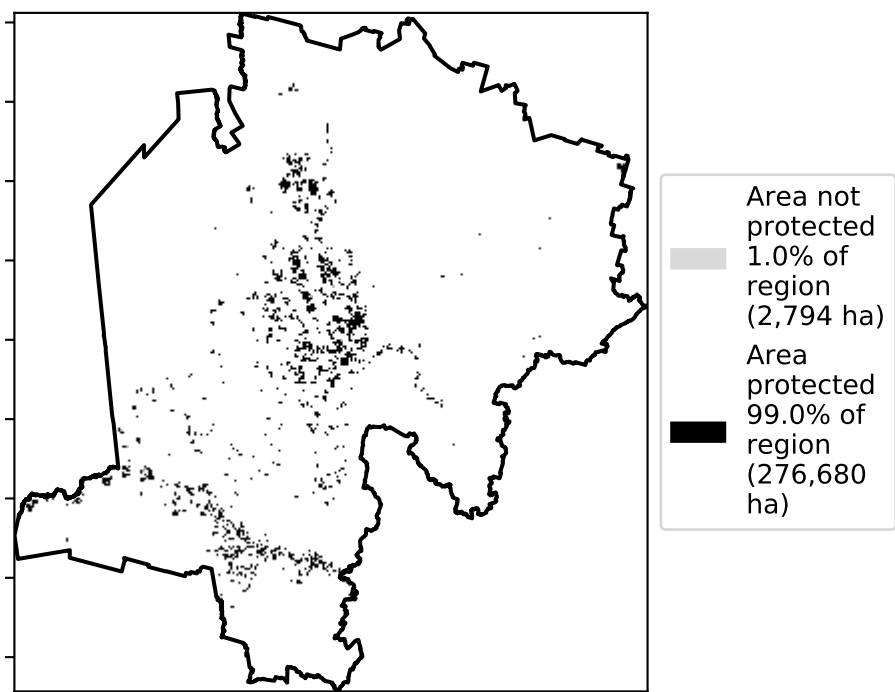 Area not
protected
1.0% of
region
(2,794 ha)
Area
protected
99.0% of
region
(276,680
ha)